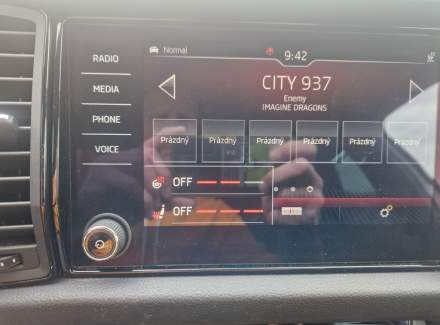 Normal
9:42
RADIO
MEDIA
PHONE
VOICE
CITY 937
Enemy
IMAGINE DRAGONS
Prázdný Prázdný Prázdný Prázdný Prázdný Prázdný
OFF
OFF